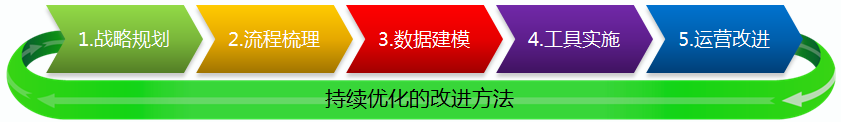 1.战略规划
2.流程梳理
3.数据建模
4.工具实施
5.运营改进
持续优化的改进方法